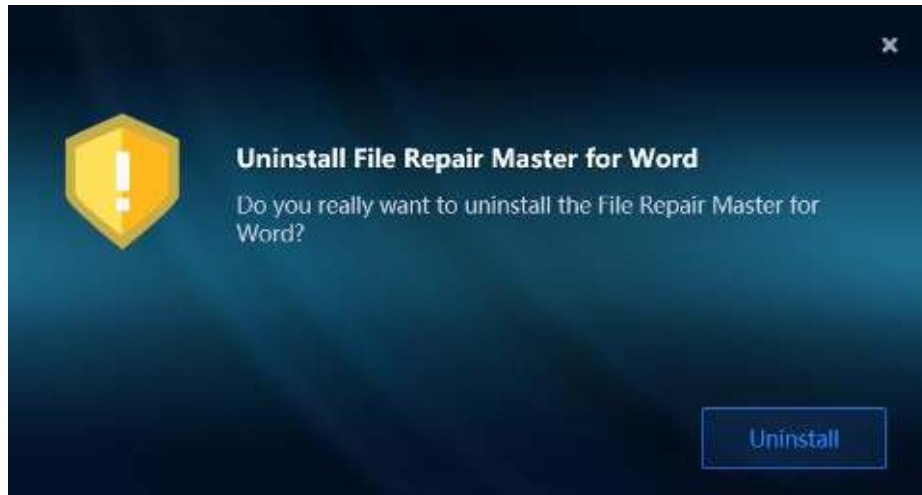 Uninstall File Repair Master for Word
Do you really want to uninstall the File Repair Master for
Word?
Uninstall